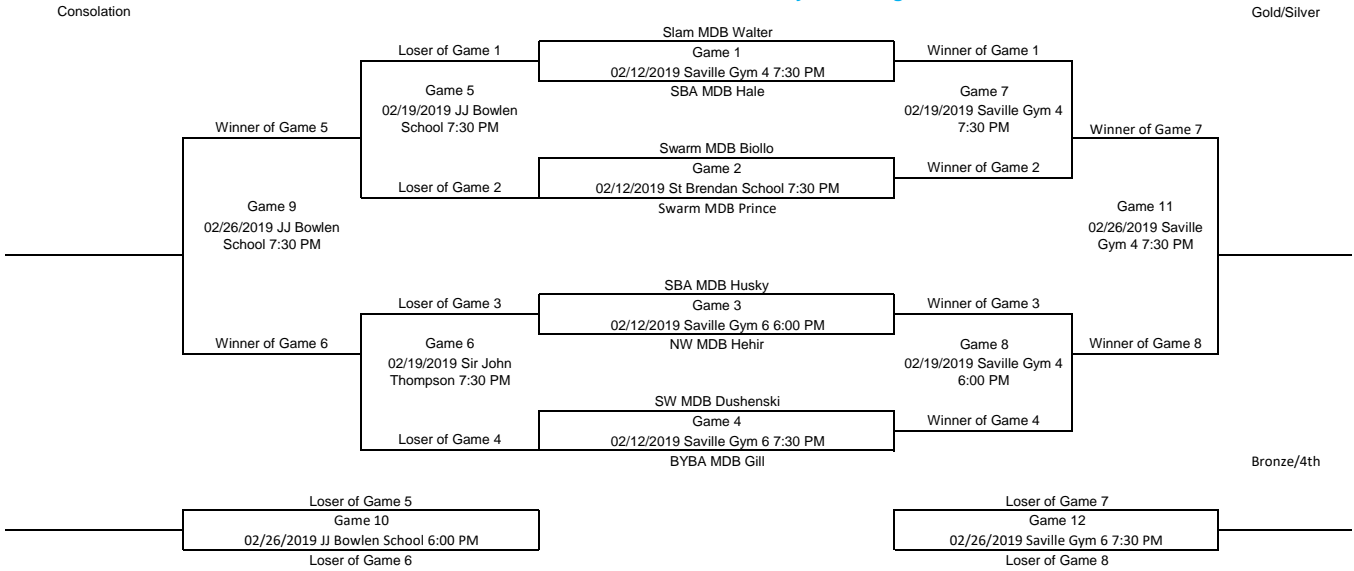 Consolation
Gold/Silver
Slam MDB Walter
Loser of Game 1
Game 1
Winner of Game 1
02/12/2019 Saville Gym 4 7:30 PM
SBA MDB Hale
Game 5
02/19/2019 JJ Bowlen
School 7:30 PM
Game 7
02/19/2019 Saville Gym 4
7:30 PM
Winner of Game 5
Winner of Game 7
Swarm MDB Biollo
Game 2
Winner of Game 2
Loser of Game 2
02/12/2019 St Brendan School 7:30 PM
Swarm MDB Prince
Game 9
02/26/2019 JJ Bowlen
School 7:30 PM
Game 11
02/26/2019 Saville
Gym 4 7:30 PM
SBA MDB Husky
Loser of Game 3
Game 3
Winner of Game 3
02/12/2019 Saville Gym 6 6:00 PM
NW MDB Hehir
Winner of Game 6
Game 6
02/19/2019 Sir John
Thompson 7:30 PM
Game 8
02/19/2019 Saville Gym 4
6:00 PM
Winner of Game 8
SW MDB Dushenski
Game 4
Winner of Game 4
Loser of Game 4
02/12/2019 Saville Gym 6 7:30 PM
BYBA MDB Gill
Bronze/4th
Loser of Game 5
Game 10
02/26/2019 JJ Bowlen School 6:00 PM
Loser of Game 6
Loser of Game 7
Game 12
02/26/2019 Saville Gym 6 7:30 PM
Loser of Game 8